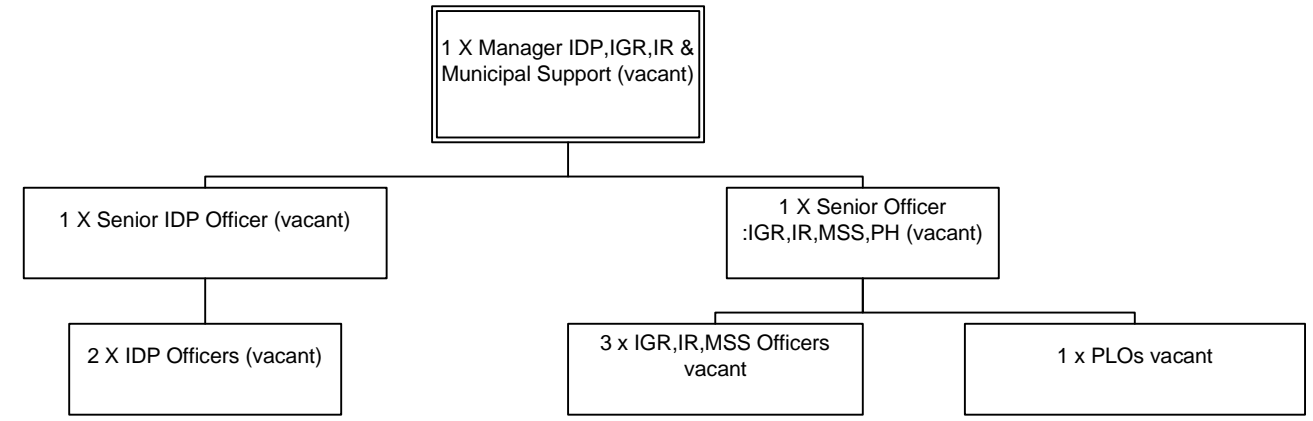 1 X Manager IDP,IGR,IR &
Municipal Support (vacant)
1 X Senior IDP Officer (vacant)
1 X Senior Officer
:IGR,IR,MSS,PH (vacant)
2 X IDP Officers (vacant)
3 x IGR,IR,MSS Officers
vacant
1 x PLOs vacant